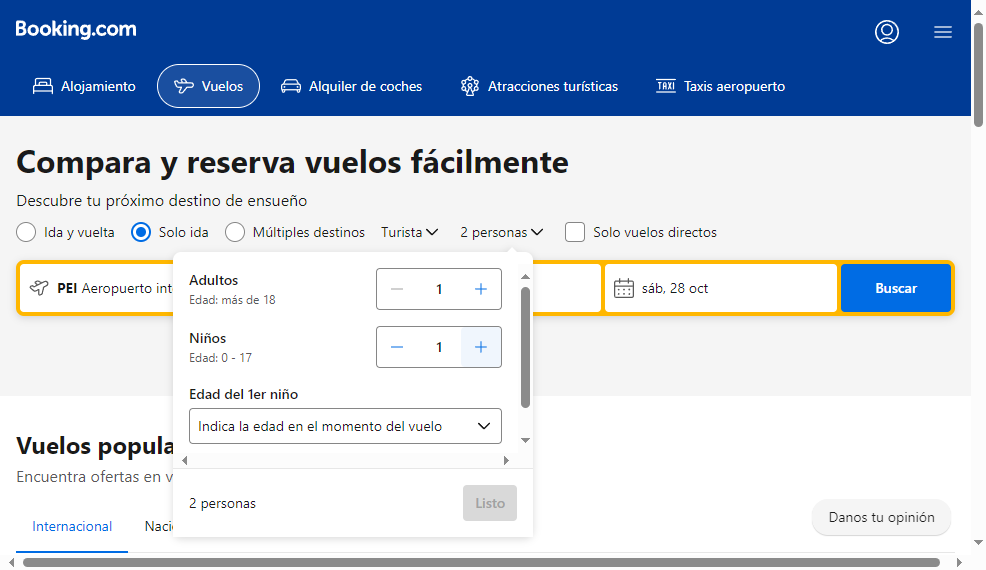 Booking.com
Alojamiento
Vuelos
Alquiler de coches
TAXI
Atracciones turísticas
Taxis aeropuerto
Compara y reserva vuelos fácilmente
Descubre tu próximo destino de ensueño
Ida y vuelta
Solo ida
Múltiples destinos
Turista
2 personas
Solo vuelos directos
PEI Aeropuerto int
sáb, 28 oct
Buscar
Adultos
Edad: más de 18
1
Niños
Edad: 0 - 17
1
Edad del 1er niño
Indica la edad en el momento del vuelo
2 personas
Listo
Vuelos popula
Encuentra ofertas en v
Internacional
Naci
Danos tu opinión